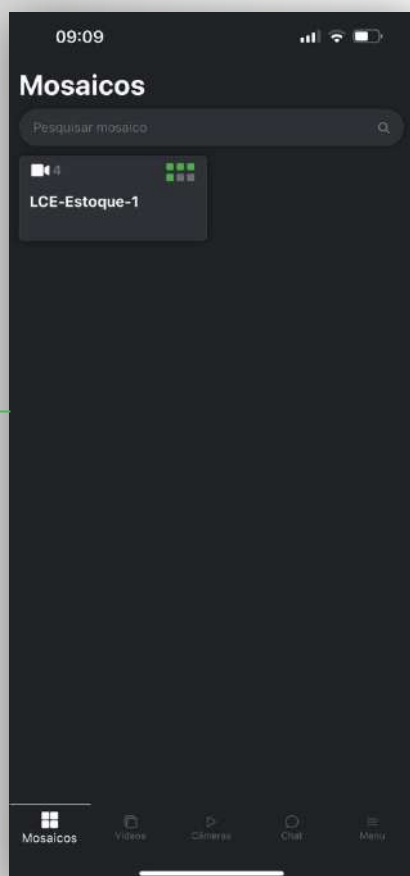 09:09
Mosaicos
Pesquisar mosaico
4
LCE-Estoque-1
Mosaicos
Vídeos
Câmeras
Chat
Menu